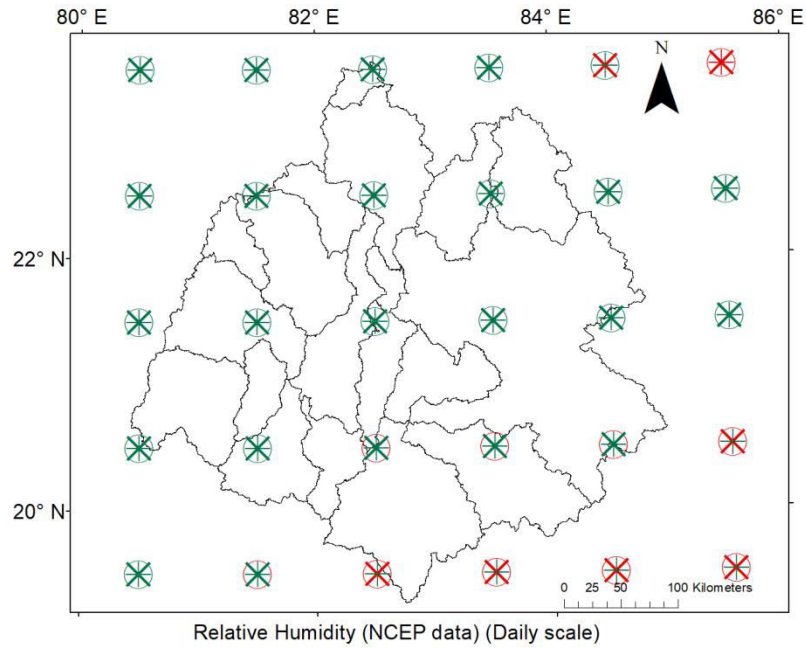 80° E 82° E 84° E 86° E
N
22° N
20° N
0 25 50 100 Kilometers
Relative Humidity (NCEP data) (Daily scale)